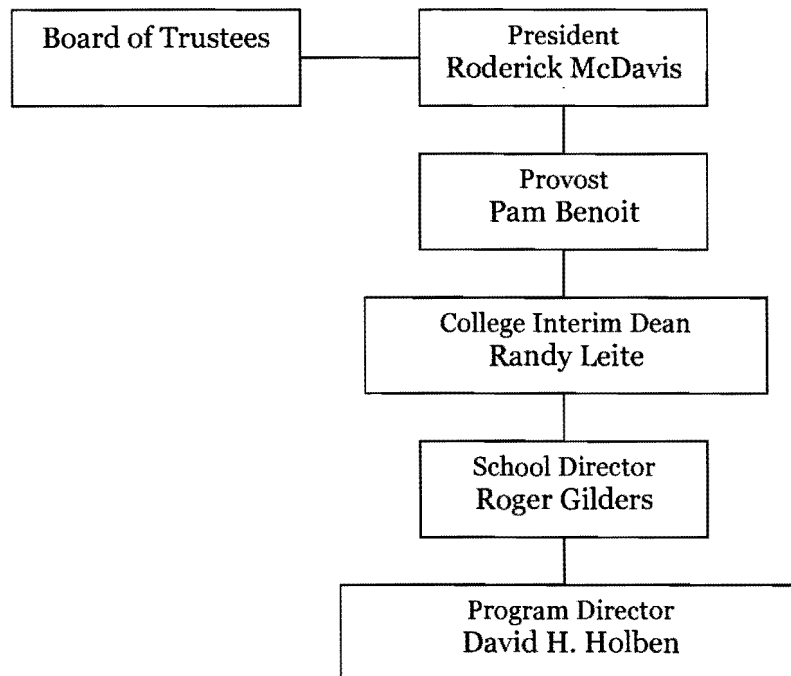 Board of Trustees
President
Roderick McDavis
Provost
Pam Benoit
College Interim Dean
Randy Leite
School Director
Roger Gilders
Program Director
David H. Holben